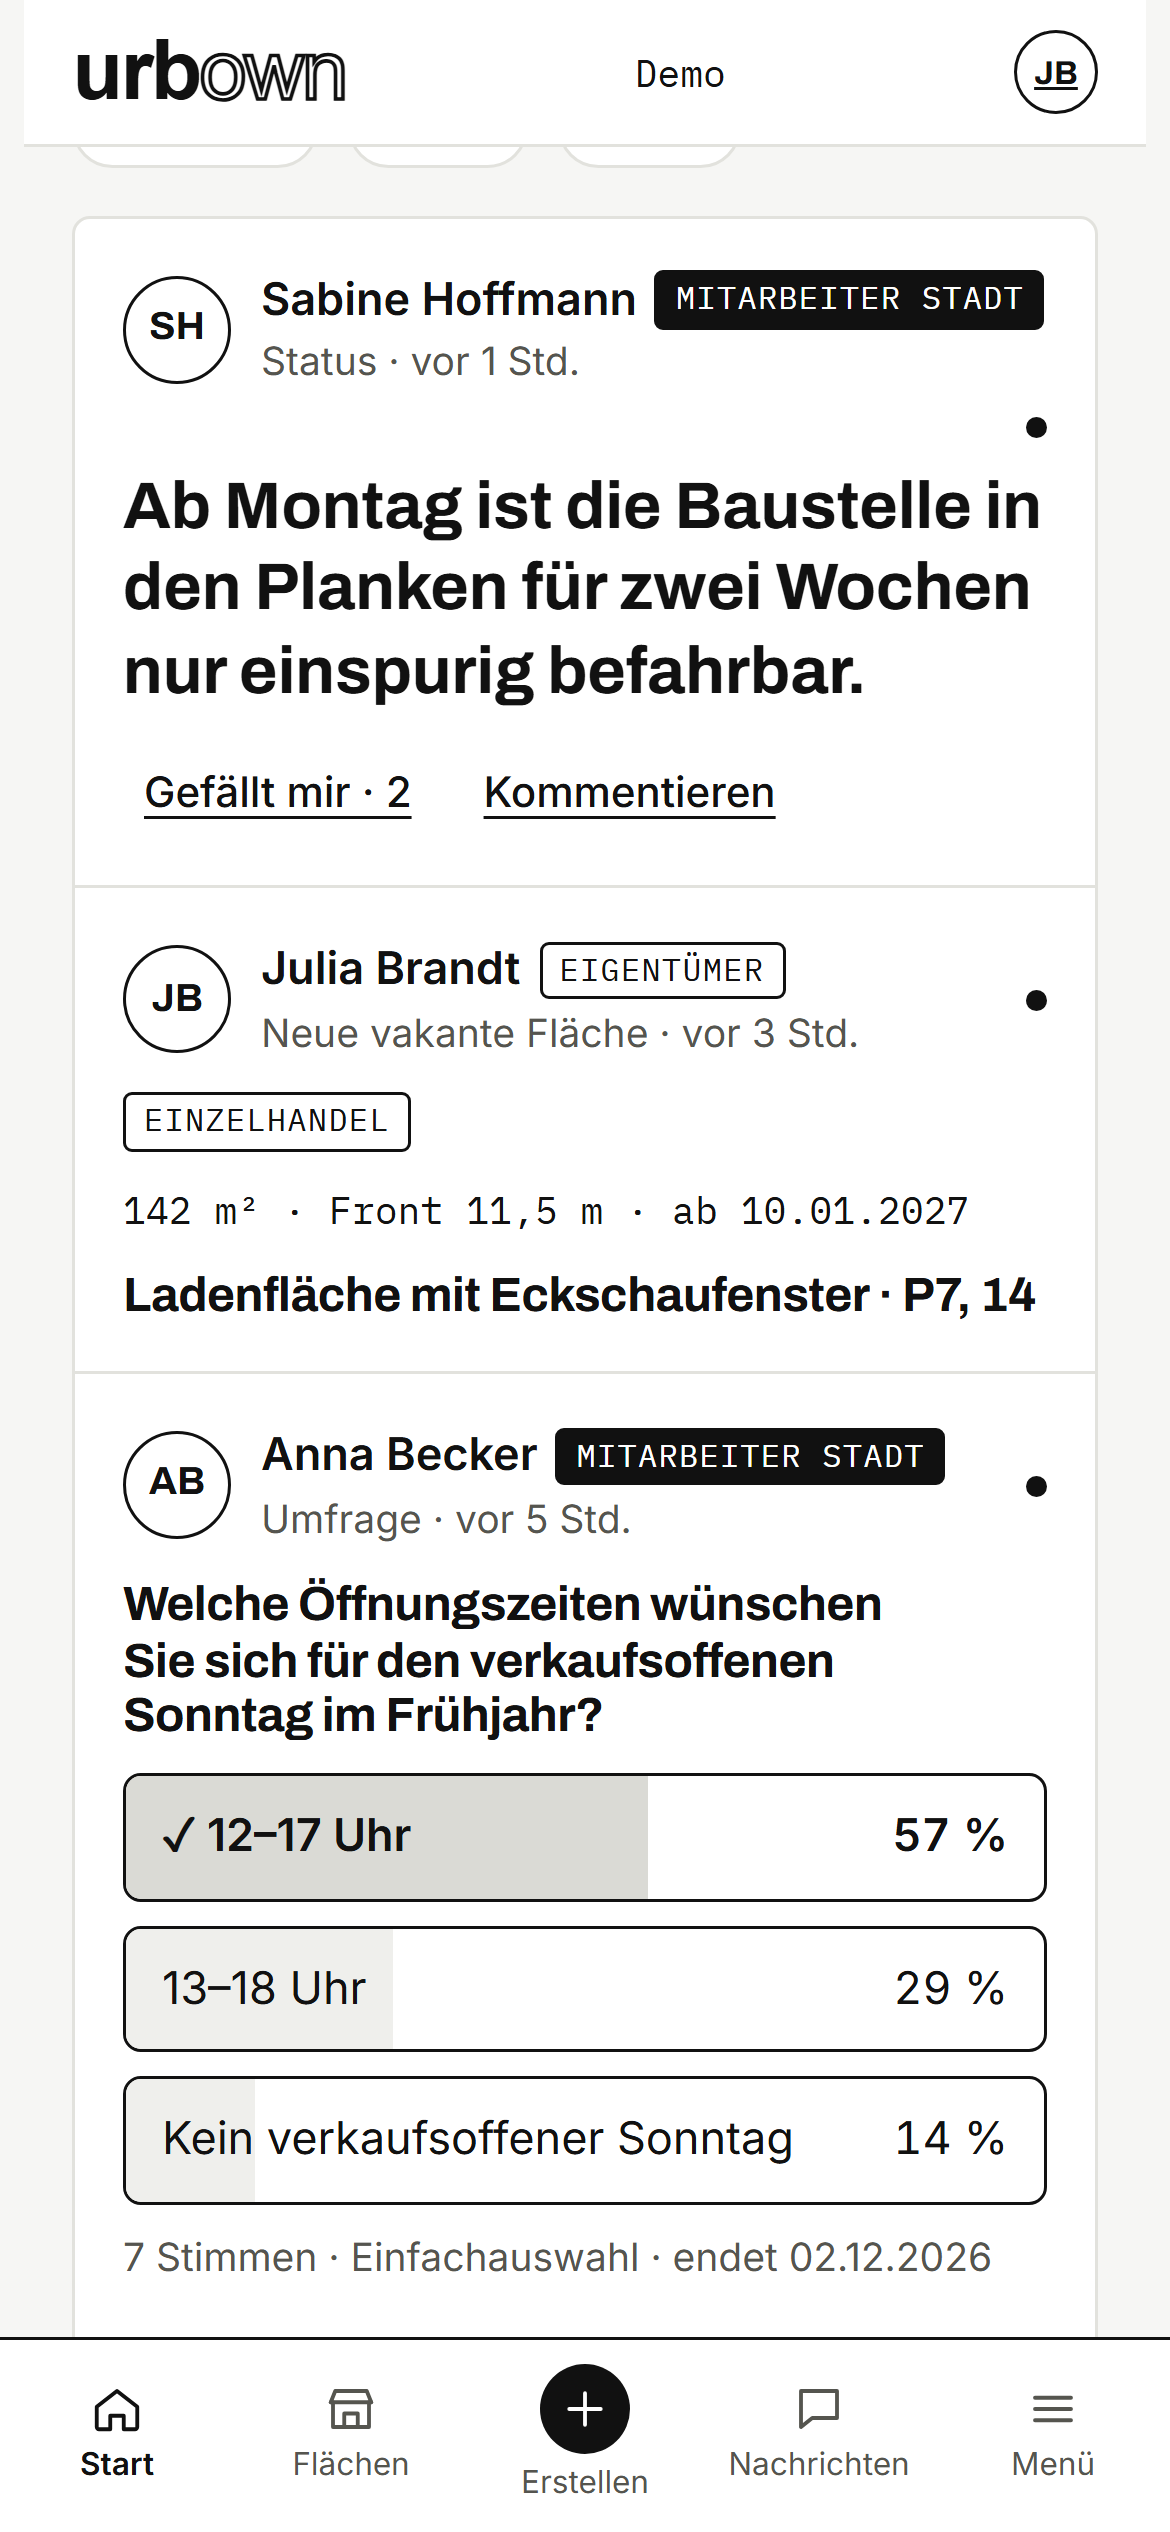 urbown
Demo
JB
SH
Sabine Hoffmann MITARBEITER STADT
Status · vor 1 Std.
Ab Montag ist die Baustelle in
den Planken für zwei Wochen
nur einspurig befahrbar.
Gefällt mir · 2 Kommentieren
JB
Julia Brandt EIGENTÜMER
Neue vakante Fläche · vor 3 Std.
EINZELHANDEL
142 m² · Front 11,5 m · ab 10.01.2027
Ladenfläche mit Eckschaufenster · P7, 14
AB
Anna Becker MITARBEITER STADT
Umfrage · vor 5 Std.
Welche Öffnungszeiten wünschen
Sie sich für den verkaufsoffenen
Sonntag im Frühjahr?
✓ 12–17 Uhr 57 %
13–18 Uhr 29 %
Kein verkaufsoffener Sonntag 14 %
7 Stimmen · Einfachauswahl · endet 02.12.2026
Start
Flächen
Erstellen
Nachrichten
Menü